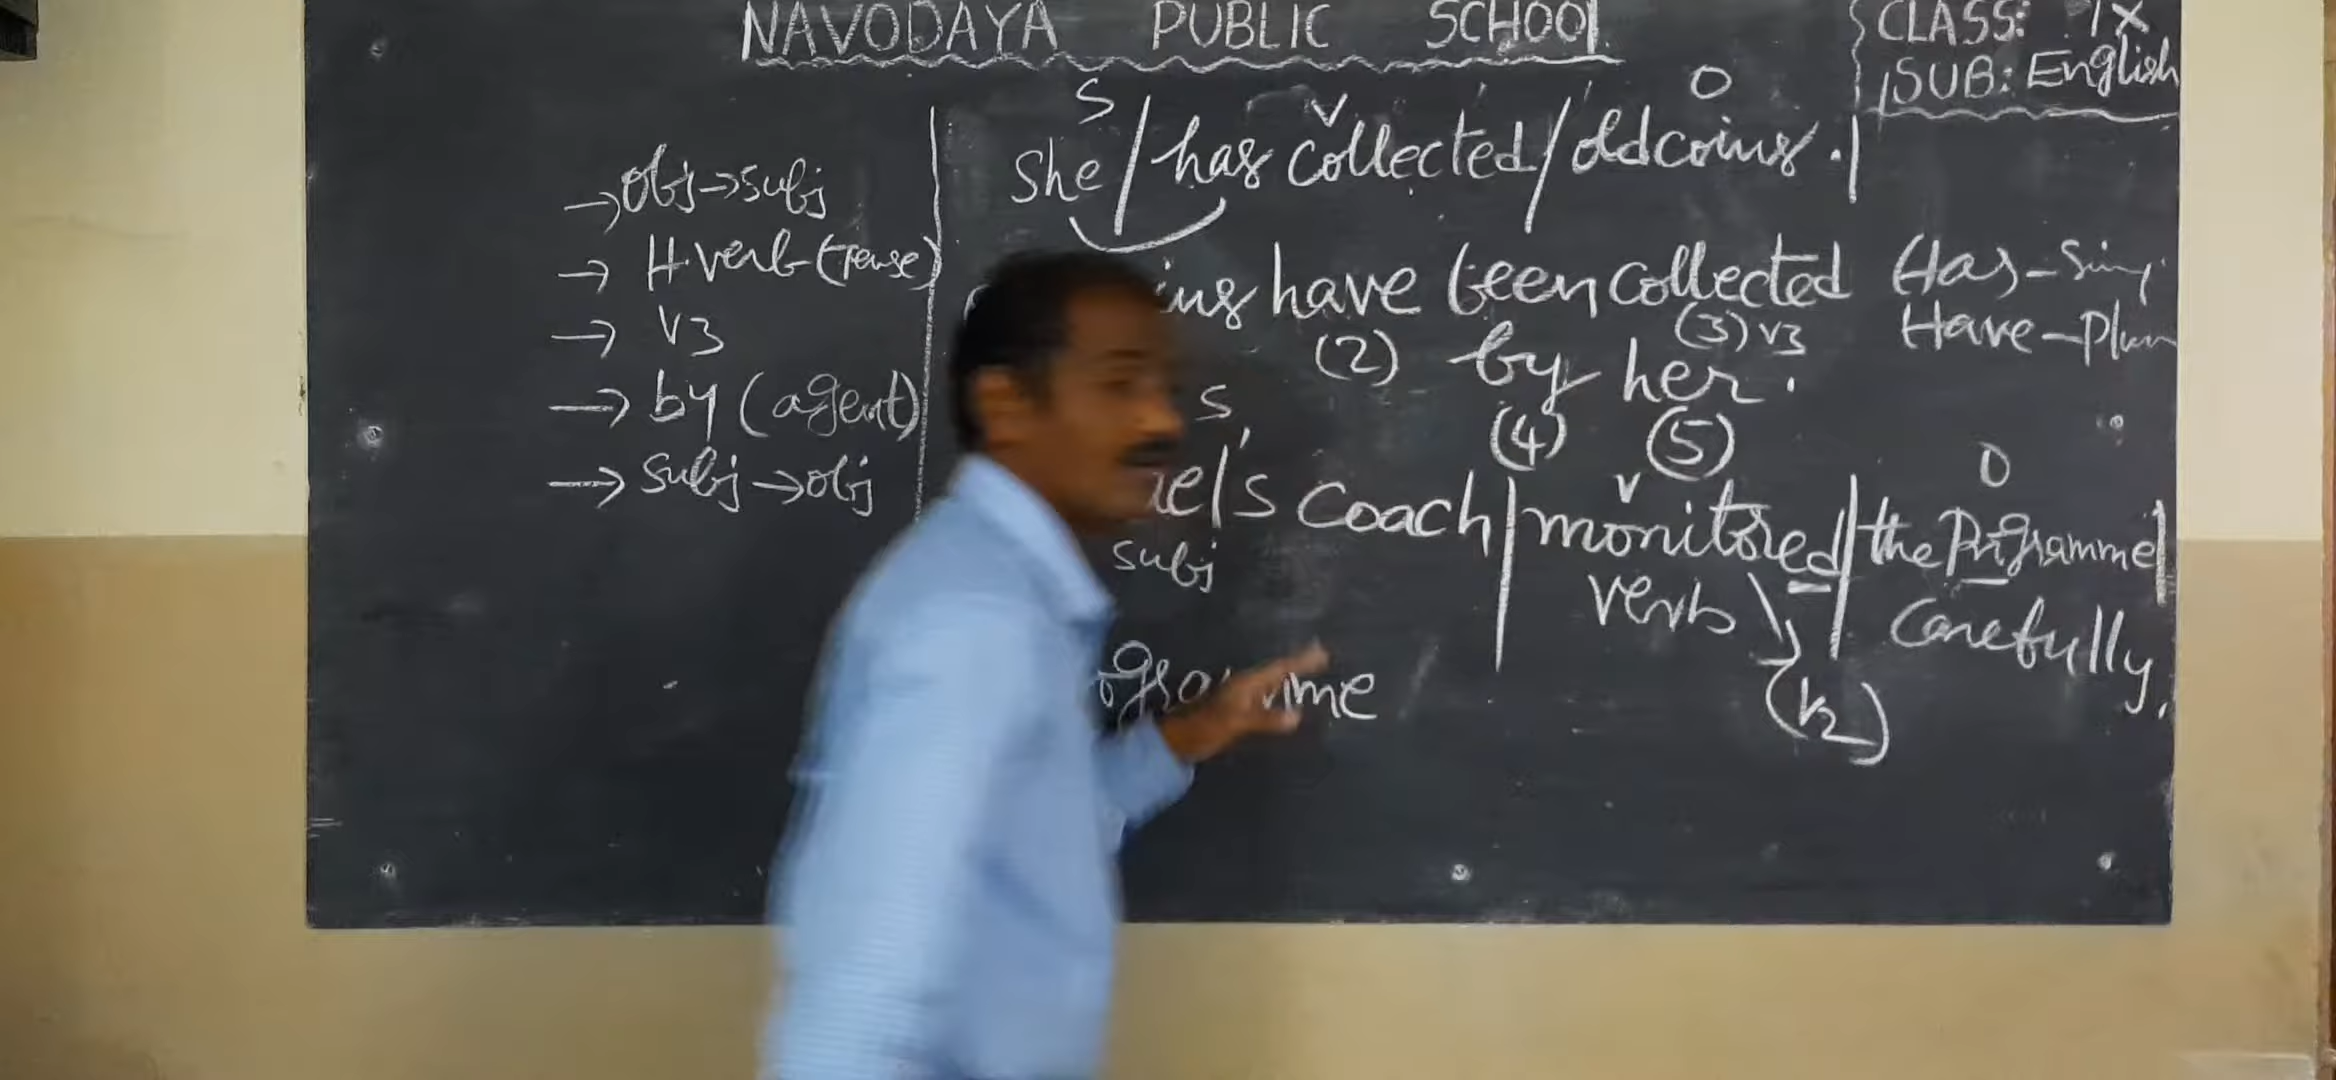 NAVODAYA PUBLIC SCHOOL
CLASS: IX
SUB: English
S V O
She / has collected / old coins.
have been collected
(2) (3) V3
by her.
(4) (5)
Has - Sing.
Have -
→ Obj → Subj
→ H.verb (Tense)
→ V3
→ by (agent)
→ Subj → Obj
S V O
's coach | monitored | the Programme |
subj verb carefully.
(V2)